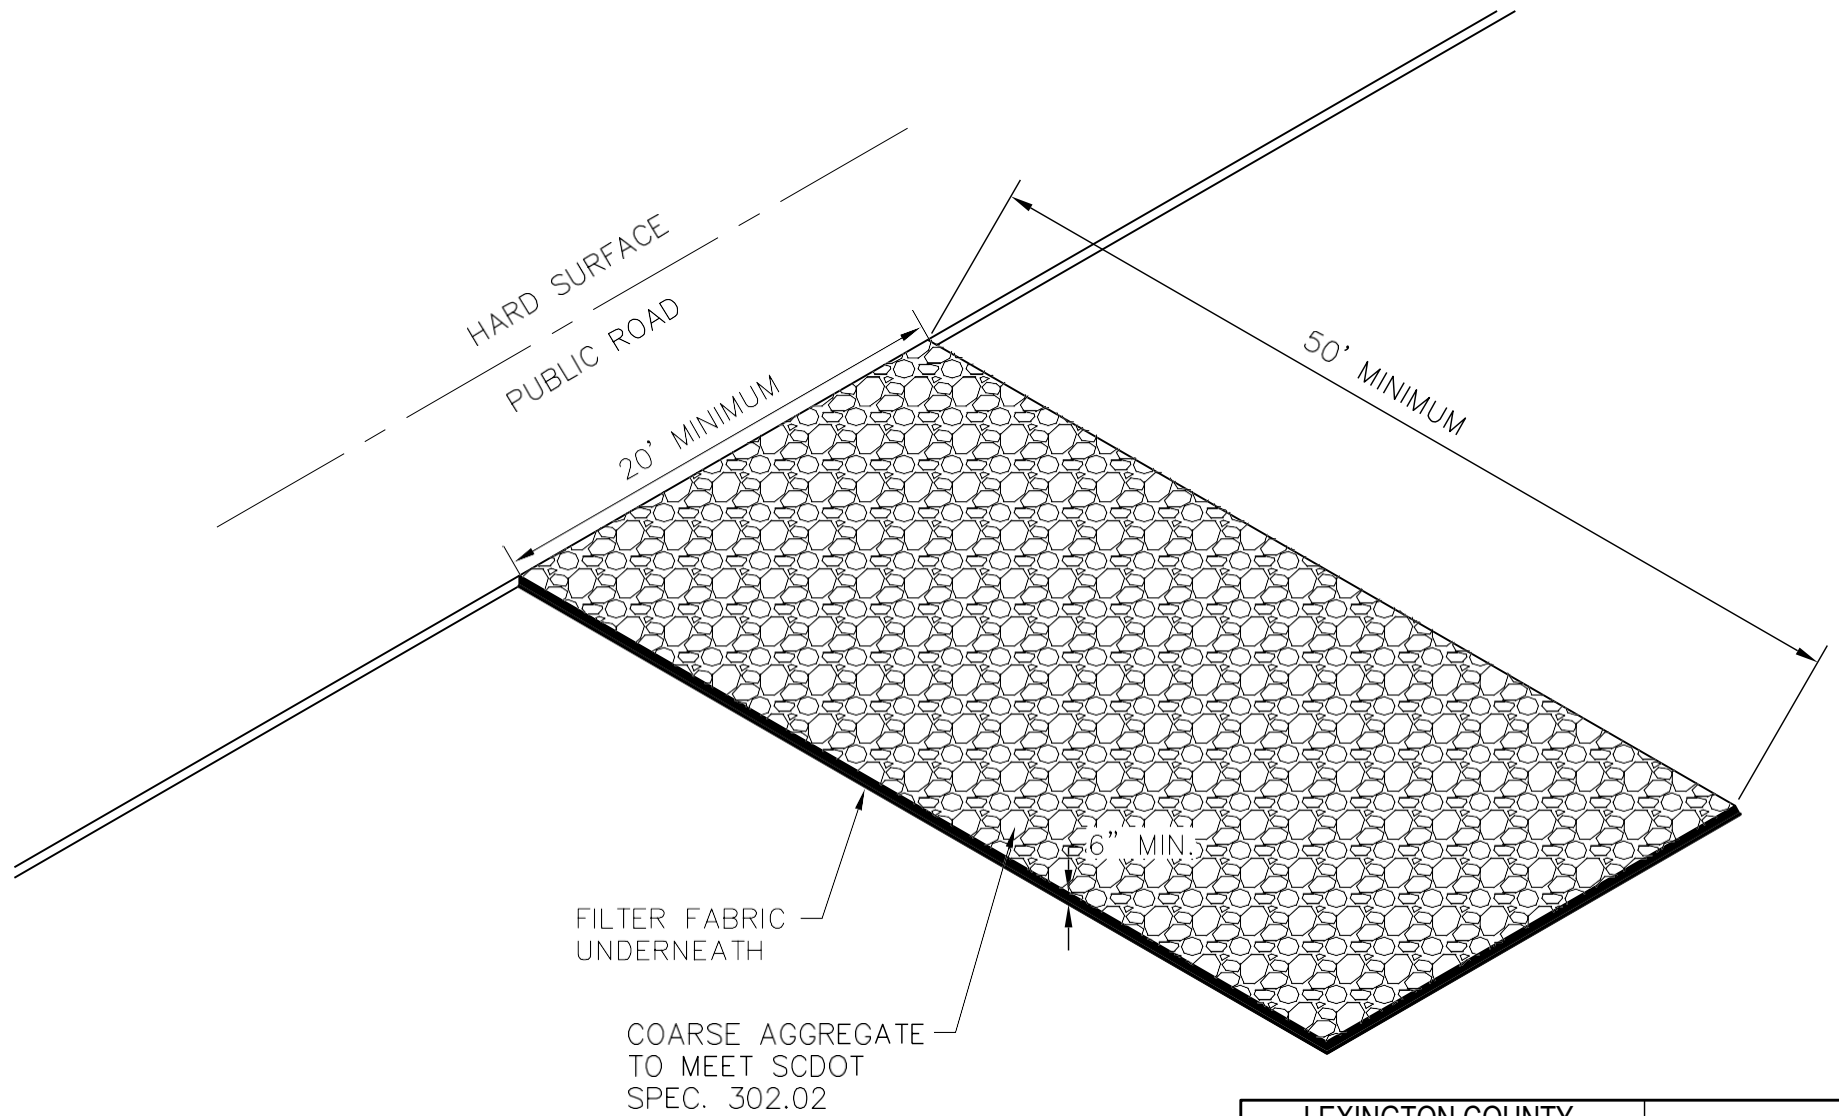 HARD SURFACE
PUBLIC ROAD
20' MINIMUM
50' MINIMUM
6" MIN.
FILTER FABRIC
UNDERNEATH
COARSE AGGREGATE
TO MEET SCDOT
SPEC. 302.02
LEXINGTON COUNTY